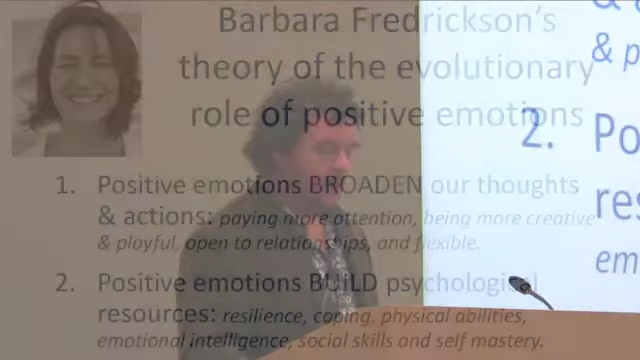 Barbara Fredrickson's
theory of the evolutionary
role of positive emotions
1. Positive emotions BROADEN our thoughts
& actions: paying more attention, being more creative
& playful, open to relationships, and flexible.
2. Positive emotions BUiLD psychological
resources: resilience, coping, physical abilities,
emotional intelligence, social skills and self mastery.
& p
2. Po
res
em